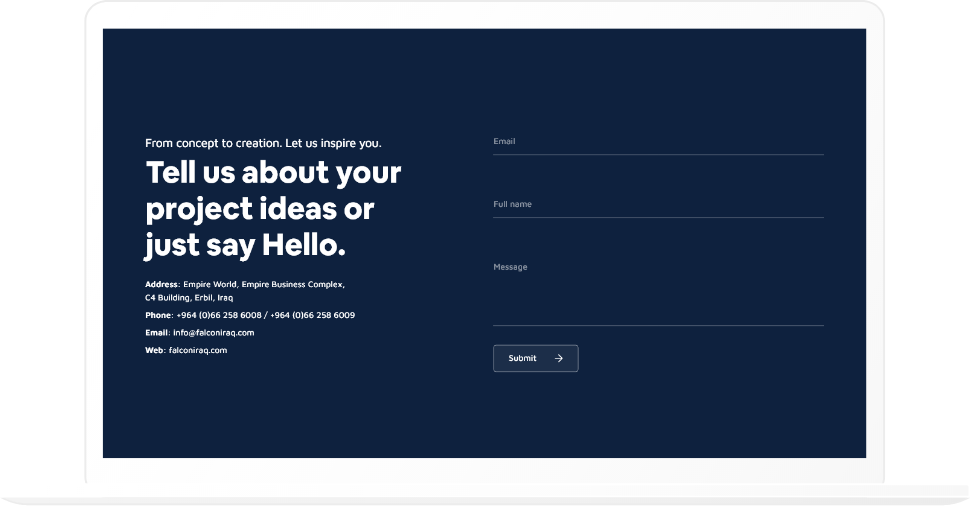 From concept to creation. Let us inspire you.
Tell us about your
project ideas or
just say Hello.
Address: Empire World, Empire Business Complex,
C4 Building, Erbil, Iraq
Phone: +964 (0)66 258 6008 / +964 (0)66 258 6009
Email: info@falconiraq.com
Web: falconiraq.com
Email
Full name
Message
Submit →